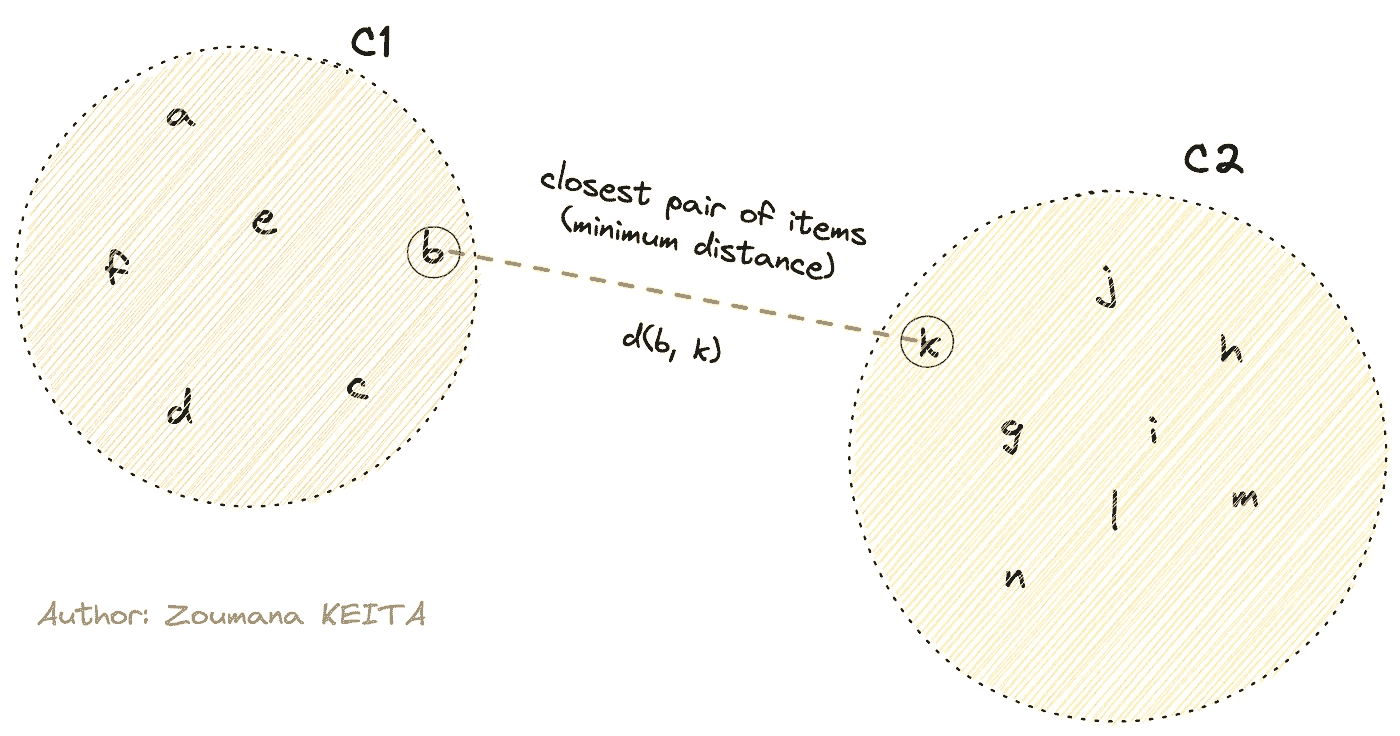 C1
a
e
b
f
c
d
closest pair of items
(minimum distance)
d(b, k)
C2
j
k
h
g
i
l
m
n
Author: Zoumana KEITA